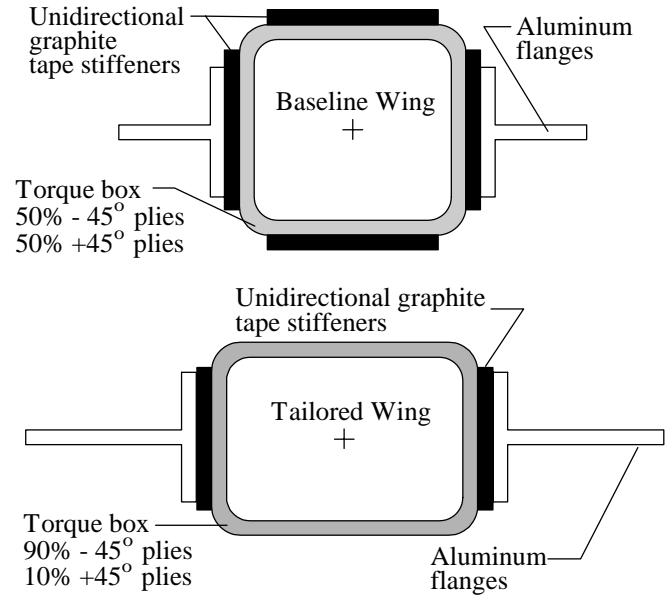 Unidirectional
graphite
tape stiffeners
Aluminum
flanges
Baseline Wing
Torque box
50% - 45° plies
50% +45° plies
Unidirectional graphite
tape stiffeners
Tailored Wing
Torque box
90% - 45° plies
10% +45° plies
Aluminum
flanges